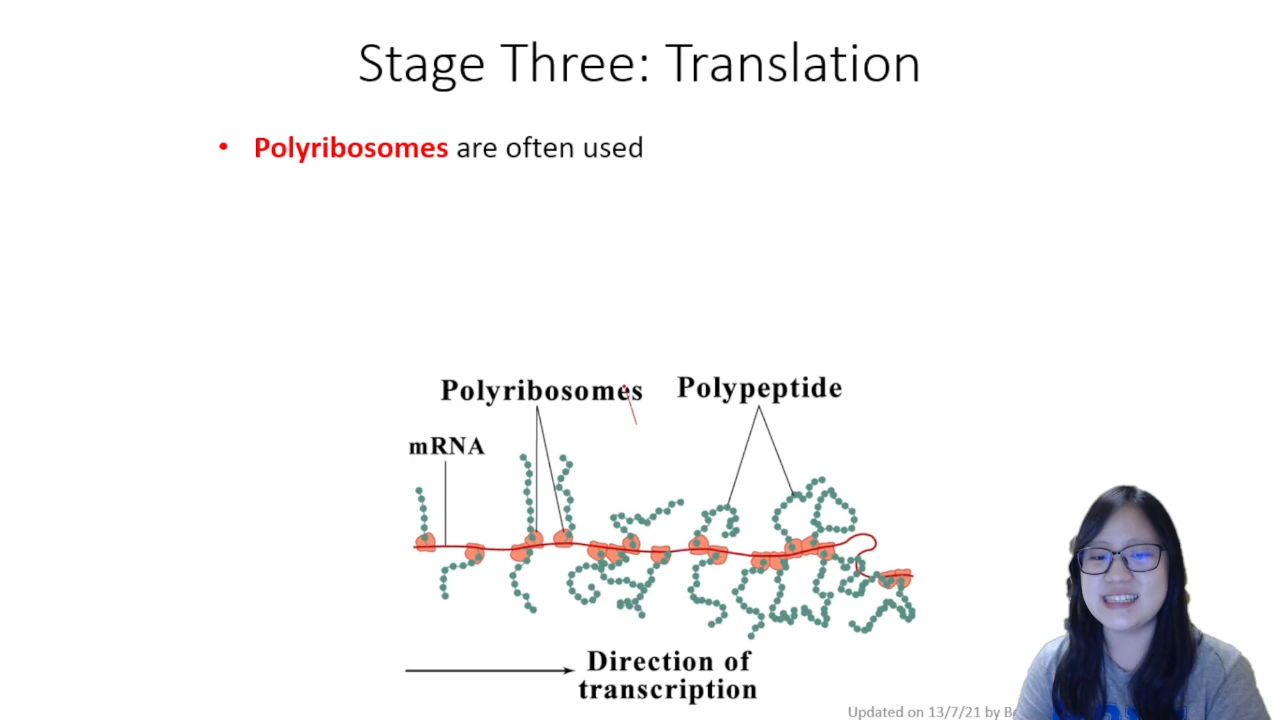 Stage Three: Translation
• Polyribosomes are often used
Polyribosomes
Polypeptide
mRNA
Direction of
transcription
Updated on 13/7/21 by